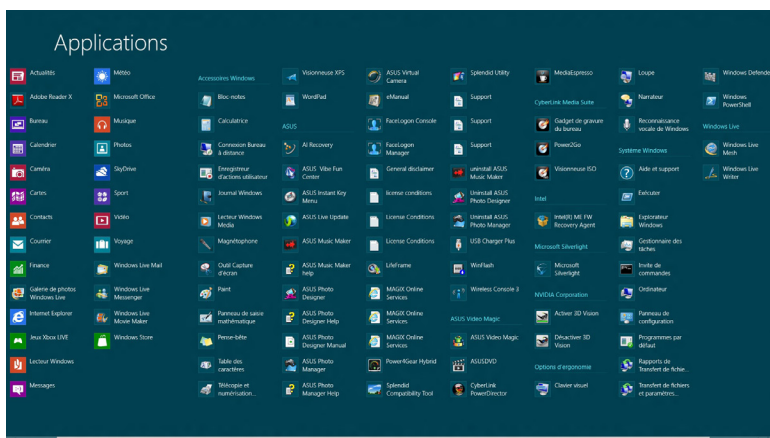 Applications
Actualités
Adobe Reader X
Bureau
Calendrier
Caméra
Cartes
Contacts
Courrier
Finance
Galerie de photos
Windows Live
Internet Explorer
Jeux Xbox LIVE
Lecteur Windows
Messages
Météo
Microsoft Office
Musique
Photos
SkyDrive
Sport
Vidéo
Voyage
Windows Live Mail
Windows Live
Messenger
Windows Live
Movie Maker
Windows Store
Accessoires Windows
Bloc-notes
Calculatrice
Connexion Bureau
à distance
Enregistreur
d'actions utilisateur
Journal Windows
Lecteur Windows
Media
Magnétophone
Outil Capture
d'écran
Paint
Panneau de saisie
mathématique
Pense-bête
Table des
caractères
Télécopie et
numérisation...
Visionneuse XPS
WordPad
ASUS
AI Recovery
ASUS Vibe Fun
Center
ASUS Instant Key
Menu
ASUS Live Update
ASUS Music Maker
ASUS Music Maker
help
ASUS Photo
Designer
ASUS Photo
Designer Help
ASUS Photo
Designer Manual
ASUS Photo
Manager
ASUS Photo
Manager Help
ASUS Virtual
Camera
eManual
FaceLogon Console
FaceLogon
Manager
General disclaimer
license conditions
License Conditions
License Conditions
LifeFrame
MAGIX Online
Services
MAGIX Online
Services
MAGIX Online
Services
Power4Gear Hybrid
Splendid
Compatibility Tool
Splendid Utility
Support
Support
Support
uninstall ASUS
Music Maker
Uninstall ASUS
Photo Designer
Uninstall ASUS
Photo Manager
USB Charger Plus
WinFlash
Wireless Console 3
ASUS Video Magic
ASUS Video Magic
ASUSDVD
CyberLink
PowerDirector
MediaEspresso
CyberLink Media Suite
Gadget de gravure
du bureau
Power2Go
Visionneuse ISO
Intel
Intel(R) ME FW
Recovery Agent
Microsoft Silverlight
Microsoft
Silverlight
NVIDIA Corporation
Activer 3D Vision
Désactiver 3D
Vision
Options d'ergonomie
Clavier visuel
Loupe
Narrateur
Reconnaissance
vocale de Windows
Système Windows
Aide et support
Exécuter
Explorateur
Windows
Gestionnaire des
tâches
Invite de
commandes
Ordinateur
Panneau de
configuration
Programmes par
défaut
Rapports de
Transfert de fichie...
Transfert de fichiers
et paramètres...
Windows Defende
Windows
PowerShell
Windows Live
Windows Live
Mesh
Windows Live
Writer